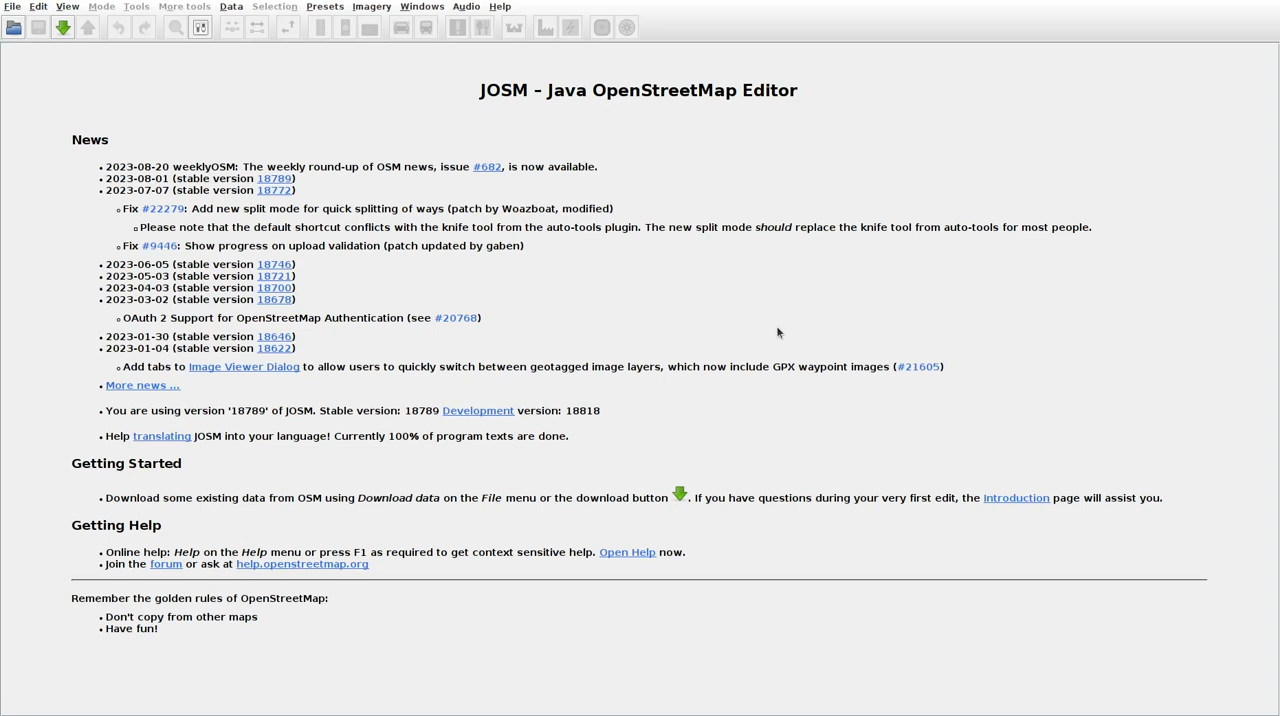 File Edit View Mode Tools More tools Data Selection Presets Imagery Windows Audio Help
JOSM – Java OpenStreetMap Editor
News
2023-08-20 weeklyOSM: The weekly round-up of OSM news, issue #682, is now available.
2023-08-01 (stable version 18789)
2023-07-07 (stable version 18772)
Fix #22279: Add new split mode for quick splitting of ways (patch by Woazboat, modified)
Please note that the default shortcut conflicts with the knife tool from the auto-tools plugin. The new split mode should replace the knife tool from auto-tools for most people.
Fix #9446: Show progress on upload validation (patch updated by gaben)
2023-06-05 (stable version 18746)
2023-05-03 (stable version 18721)
2023-04-03 (stable version 18700)
2023-03-02 (stable version 18678)
OAuth 2 Support for OpenStreetMap Authentication (see #20768)
2023-01-30 (stable version 18646)
2023-01-04 (stable version 18622)
Add tabs to Image Viewer Dialog to allow users to quickly switch between geotagged image layers, which now include GPX waypoint images (#21605)
More news ...
You are using version '18789' of JOSM. Stable version: 18789 Development version: 18818
Help translating JOSM into your language! Currently 100% of program texts are done.
Getting Started
Download some existing data from OSM using Download data on the File menu or the download button . If you have questions during your very first edit, the Introduction page will assist you.
Getting Help
Online help: Help on the Help menu or press F1 as required to get context sensitive help. Open Help now.
Join the forum or ask at help.openstreetmap.org
Remember the golden rules of OpenStreetMap:
Don't copy from other maps
Have fun!